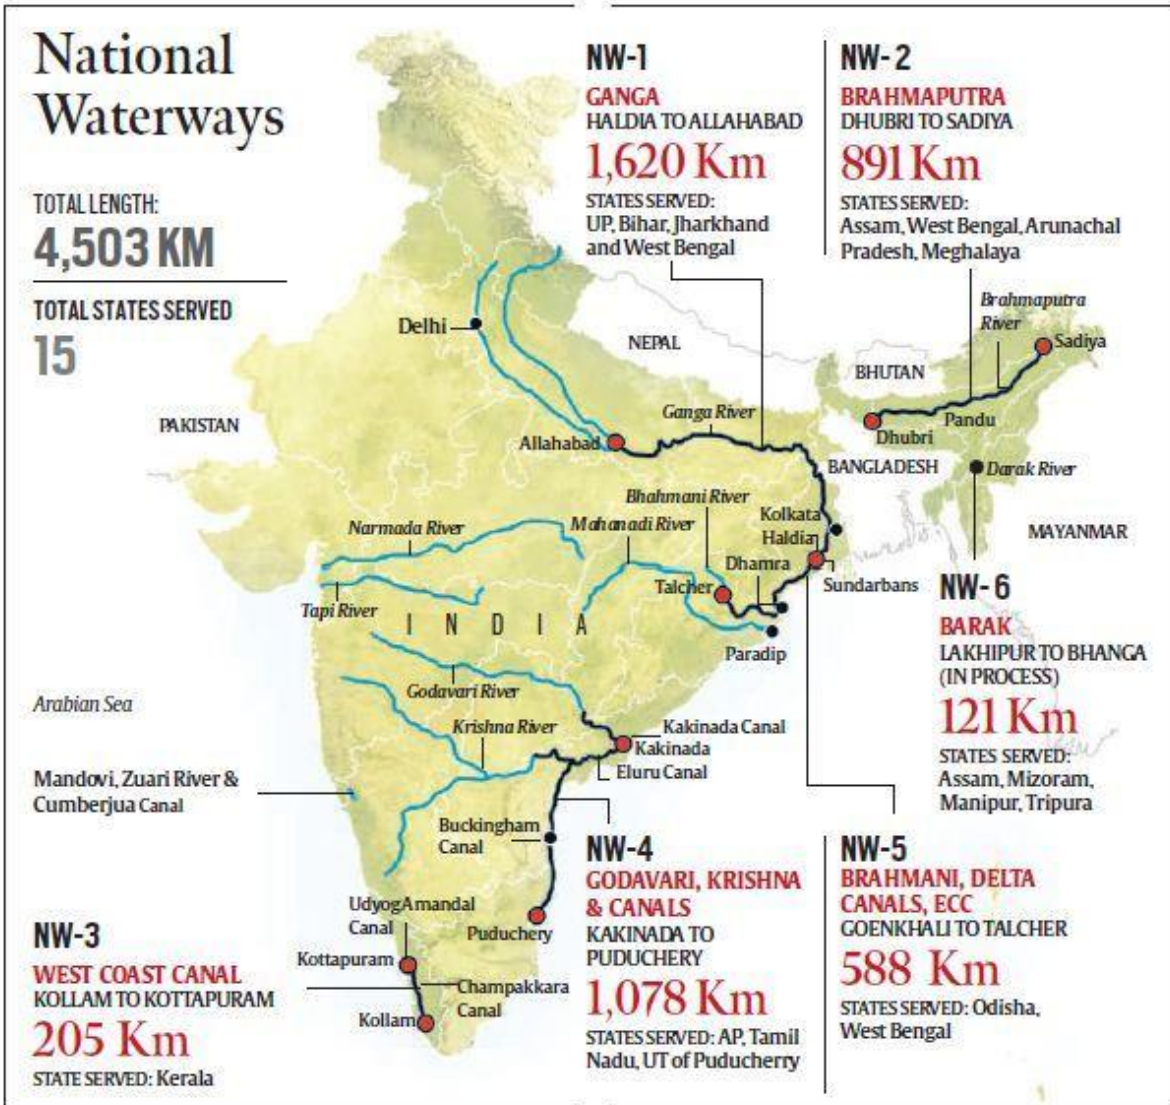 National
Waterways
TOTAL LENGTH:
4,503 KM
TOTAL STATES SERVED
15
NW-1
GANGA
HALDIA TO ALLAHABAD
1,620 Km
STATES SERVED:
UP, Bihar, Jharkhand
and West Bengal
NW-2
BRAHMAPUTRA
DHUBRI TO SADIYA
891 Km
STATES SERVED:
Assam, West Bengal, Arunachal
Pradesh, Meghalaya
Brahmaputra
River
Sadiya
Delhi
NEPAL
BHUTAN
PAKISTAN
Ganga River
Pandu
Dhubri
Allahabad
BANGLADESH
Darak River
Bhahmani River
Narmada River
Mahanadi River
Kolkata
Haldia
MAYANMAR
Dhamra
Talcher
Sundarbans
Tapi River
INDIA
Paradip
NW-6
BARAK
LAKHIPUR TO BHANGA
(IN PROCESS)
121 Km
STATES SERVED:
Assam, Mizoram,
Manipur, Tripura
Arabian Sea
Godavari River
Krishna River
Kakinada Canal
Kakinada
Eluru Canal
Mandovi, Zuari River &
Cumberjua Canal
Buckingham
Canal
UdyogAmandal
Canal
Puduchery
Kottapuram
Champakkara
Canal
Kollam
NW-3
WEST COAST CANAL
KOLLAM TO KOTTAPURAM
205 Km
STATE SERVED: Kerala
NW-4
GODAVARI, KRISHNA
& CANALS
KAKINADA TO
PUDUCHERY
1,078 Km
STATES SERVED: AP, Tamil
Nadu, UT of Puducherry
NW-5
BRAHMANI, DELTA
CANALS, ECC
GOENKHALI TO TALCHER
588 Km
STATES SERVED: Odisha,
West Bengal